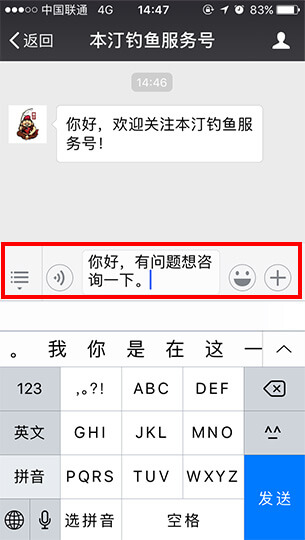 中国联通 4G 14:47 83%
返回 本汀钓鱼服务号
14:46
你好，欢迎关注本汀钓鱼服
务号！
你好，有问题想咨
询一下。
。 我 你 是 在 这 一
123 ,。?! ABC DEF
英文 GHI JKL MNO ^^
拼音 PQRS TUV WXYZ 发送
选拼音 空格